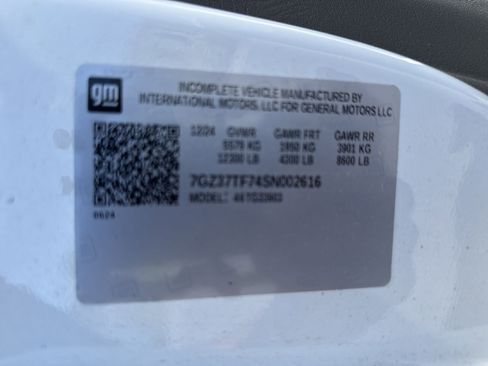 gm
INCOMPLETE VEHICLE MANUFACTURED BY
INTERNATIONAL MOTORS, LLC FOR GENERAL MOTORS LLC
12/24 GVWR GAWR FRT GAWR RR
5579 KG 1950 KG 3901 KG
12300 LB 4300 LB 8600 LB
7GZ37TF74SN002616
MODEL:
0624